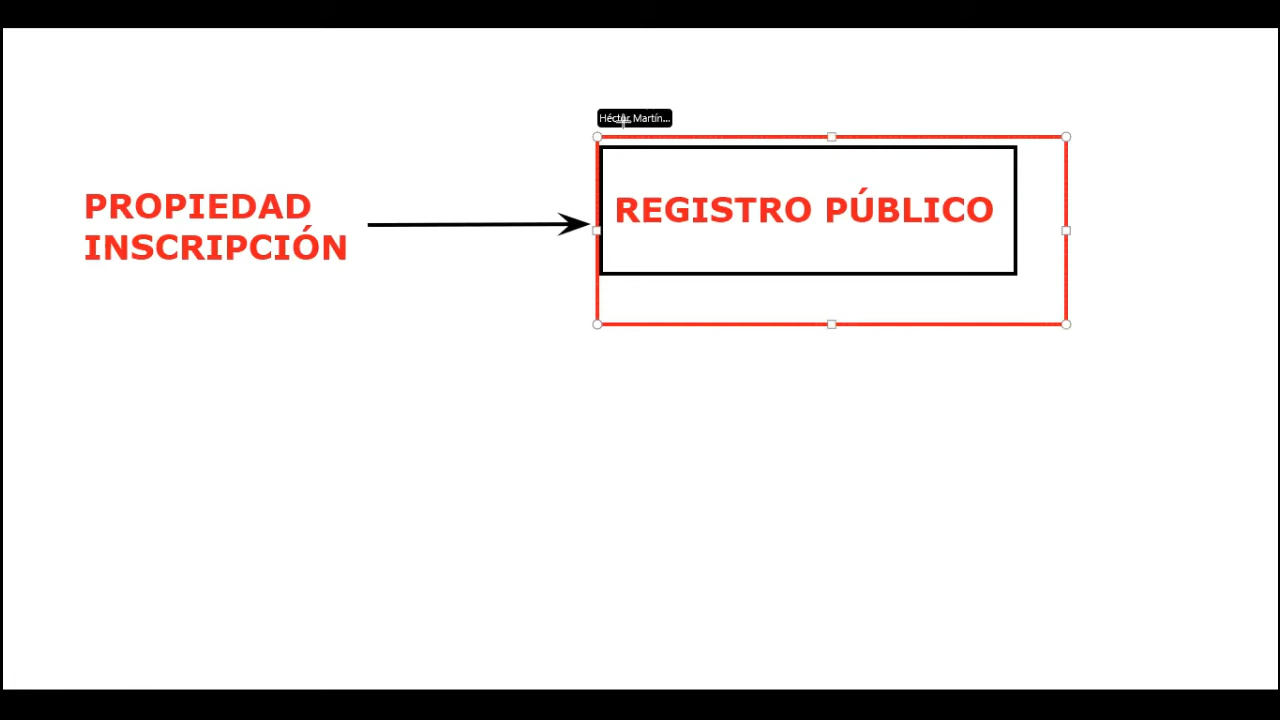 Héctor Martín...
PROPIEDAD
INSCRIPCIÓN
REGISTRO PÚBLICO